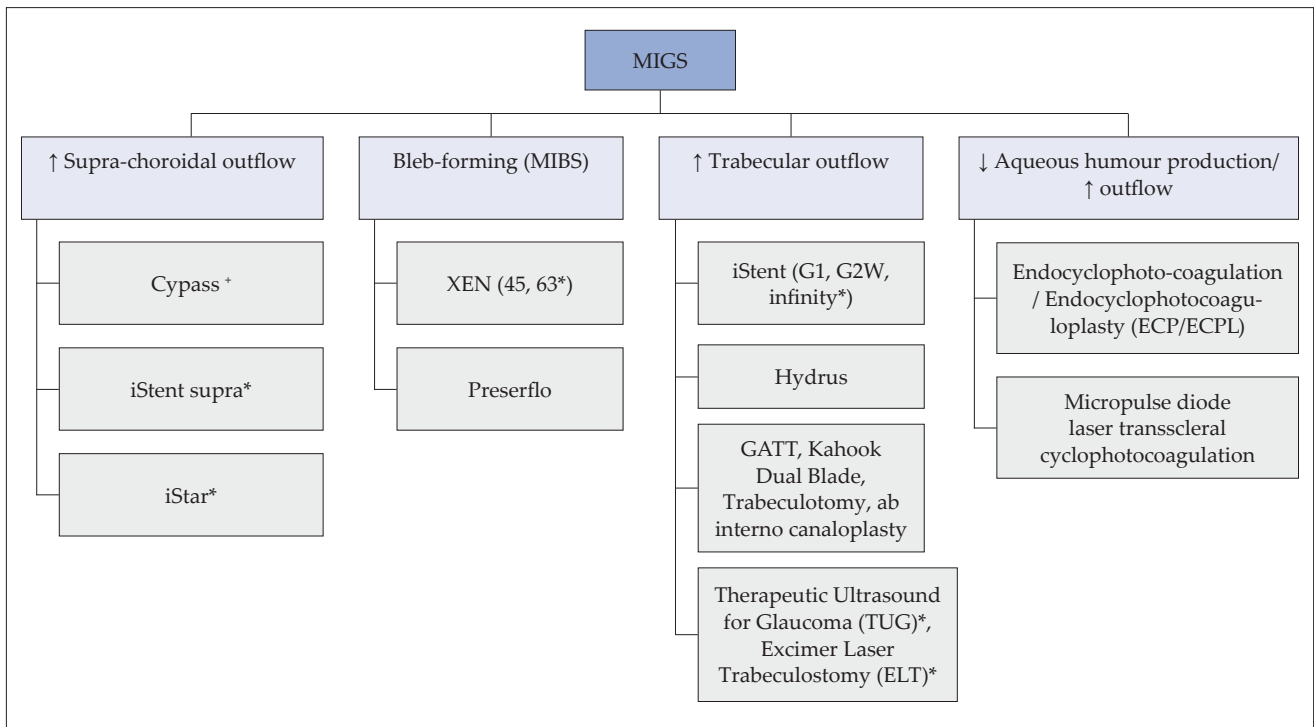 MIGS
↑ Supra-choroidal outflow
Cypass +
iStent supra*
iStar*
Bleb-forming (MIBS)
XEN (45, 63*)
Preserflo
↑ Trabecular outflow
iStent (G1, G2W,
infinity*)
Hydrus
GATT, Kahook
Dual Blade,
Trabeculotomy, ab
interno canaloplasty
Therapeutic Ultrasound
for Glaucoma (TUG)*,
Excimer Laser
Trabeculostomy (ELT)*
↓ Aqueous humour production/
↑ outflow
Endocyclophoto-coagulation
/ Endocyclophotocoagu-
loplasty (ECP/ECPL)
Micropulse diode
laser transscleral
cyclophotocoagulation